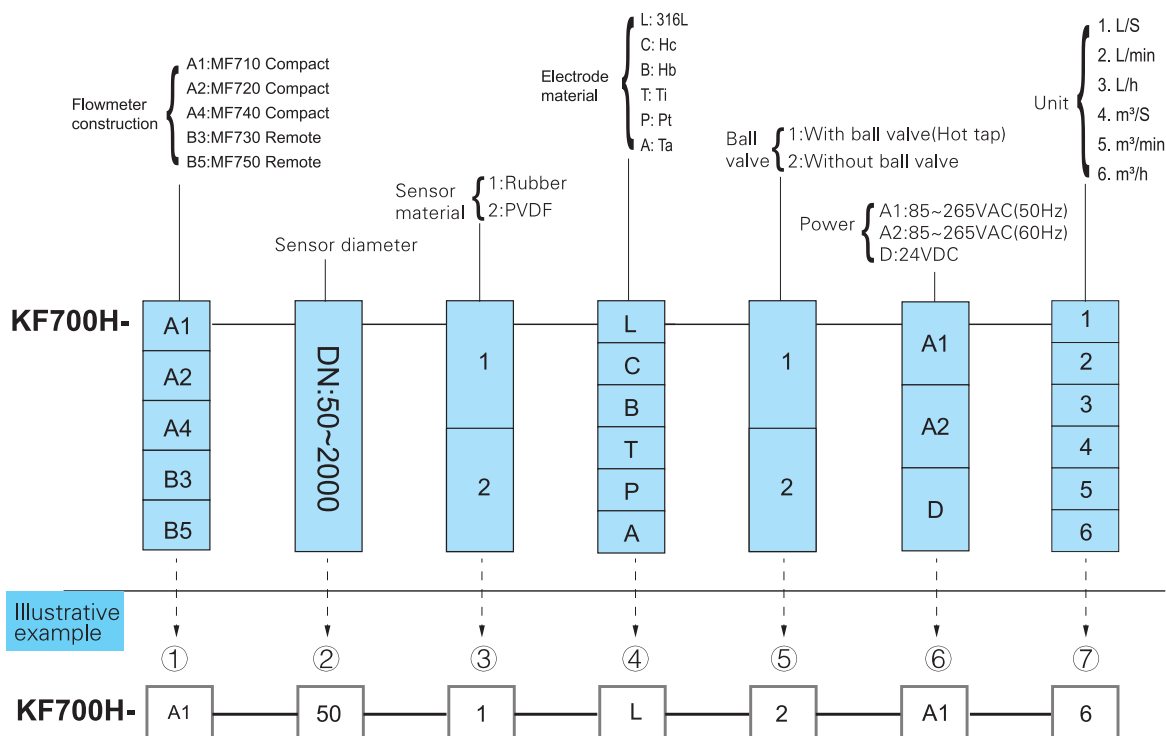 Flowmeter
construction
A1:MF710 Compact
A2:MF720 Compact
A4:MF740 Compact
B3:MF730 Remote
B5:MF750 Remote
Sensor diameter
Sensor
material
1:Rubber
2:PVDF
Electrode
material
L: 316L
C: Hc
B: Hb
T: Ti
P: Pt
A: Ta
Ball
valve
1:With ball valve(Hot tap)
2:Without ball valve
Power
A1:85~265VAC(50Hz)
A2:85~265VAC(60Hz)
D:24VDC
Unit
1. L/S
2. L/min
3. L/h
4. m³/S
5. m³/min
6. m³/h
KF700H-
A1
A2
A4
B3
B5
DN:50~2000
1
2
L
C
B
T
P
A
1
2
A1
A2
D
1
2
3
4
5
6
Illustrative
example
① ② ③ ④ ⑤ ⑥ ⑦
KF700H- A1 50 1 L 2 A1 6